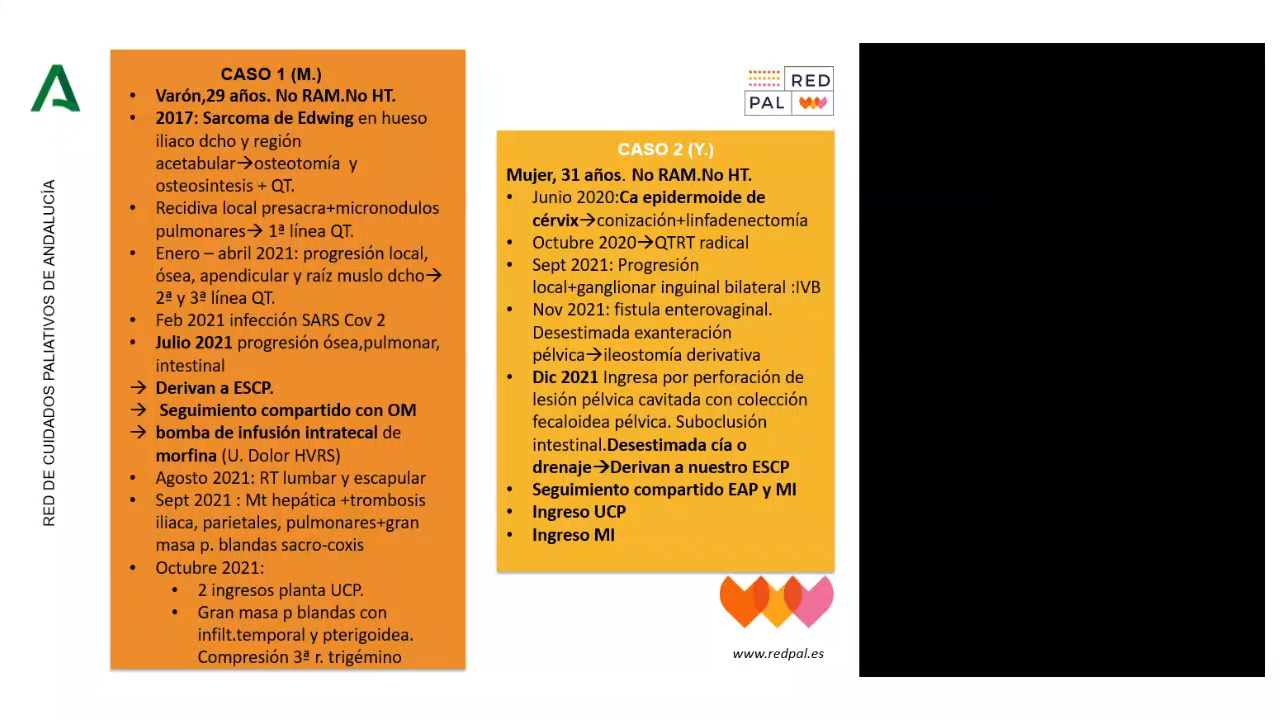 RED DE CUIDADOS PALIATIVOS DE ANDALUCÍA
CASO 1 (M.)
• Varón,29 años. No RAM.No HT.
• 2017: Sarcoma de Edwing en hueso
iliaco dcho y región
acetabular→osteotomía y
osteosintesis + QT.
• Recidiva local presacra+micronodulos
pulmonares→ 1ª línea QT.
• Enero – abril 2021: progresión local,
ósea, apendicular y raíz muslo dcho→
2ª y 3ª línea QT.
• Feb 2021 infección SARS Cov 2
• Julio 2021 progresión ósea,pulmonar,
intestinal
→ Derivan a ESCP.
→ Seguimiento compartido con OM
→ bomba de infusión intratecal de
morfina (U. Dolor HVRS)
• Agosto 2021: RT lumbar y escapular
• Sept 2021 : Mt hepática +trombosis
iliaca, parietales, pulmonares+gran
masa p. blandas sacro-coxis
• Octubre 2021:
• 2 ingresos planta UCP.
• Gran masa p blandas con
infilt.temporal y pterigoidea.
Compresión 3ª r. trigémino
RED
PAL
CASO 2 (Y.)
Mujer, 31 años. No RAM.No HT.
• Junio 2020:Ca epidermoide de
cérvix→conización+linfadenectomía
• Octubre 2020→QTRT radical
• Sept 2021: Progresión
local+ganglionar inguinal bilateral :IVB
• Nov 2021: fistula enterovaginal.
Desestimada exanteración
pélvica→ileostomía derivativa
• Dic 2021 Ingresa por perforación de
lesión pélvica cavitada con colección
fecaloidea pélvica. Suboclusión
intestinal.Desestimada cía o
drenaje→Derivan a nuestro ESCP
• Seguimiento compartido EAP y MI
• Ingreso UCP
• Ingreso MI
www.redpal.es